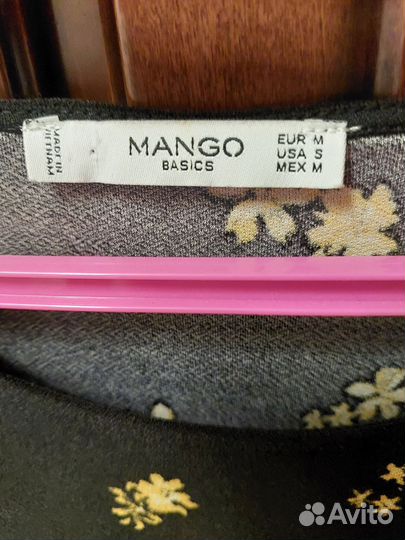 MADE IN
VIETNAM
MANGO
BASICS
EUR M
USA S
MEX M
Avito